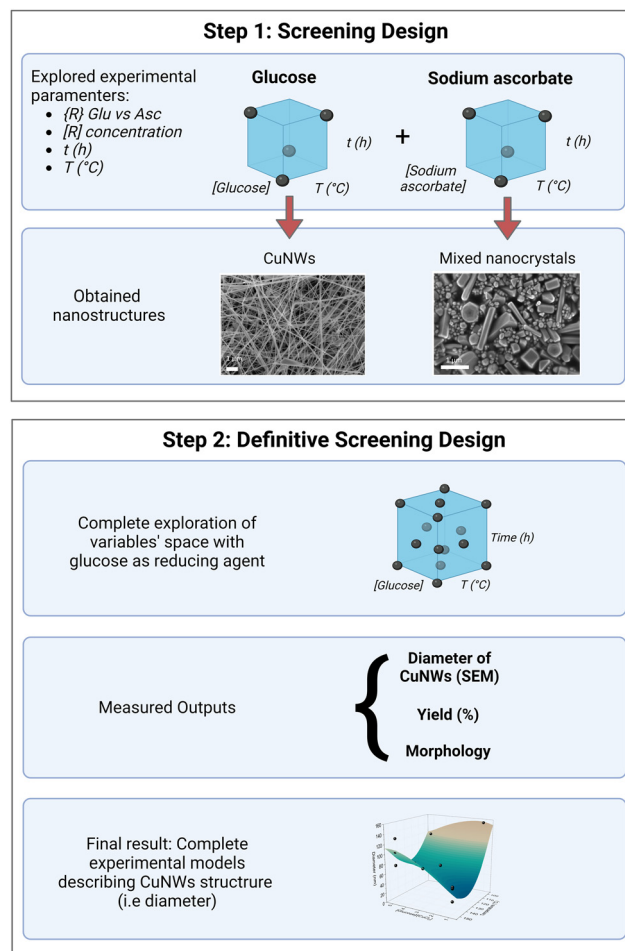 Step 1: Screening Design
Explored experimental
paramenters:
• {R} Glu vs Asc
• [R] concentration
• t (h)
• T (°C)
Glucose
t (h)
[Glucose]
T (°C)
+
Sodium ascorbate
t (h)
[Sodium
ascorbate]
T (°C)
Obtained
nanostructures
CuNWs
Mixed nanocrystals
Step 2: Definitive Screening Design
Complete exploration of
variables' space with
glucose as reducing agent
Time (h)
[Glucose]
T (°C)
Measured Outputs
{
Diameter of
CuNWs (SEM)
Yield (%)
Morphology
Final result: Complete
experimental models
describing CuNWs structrure
(i.e diameter)